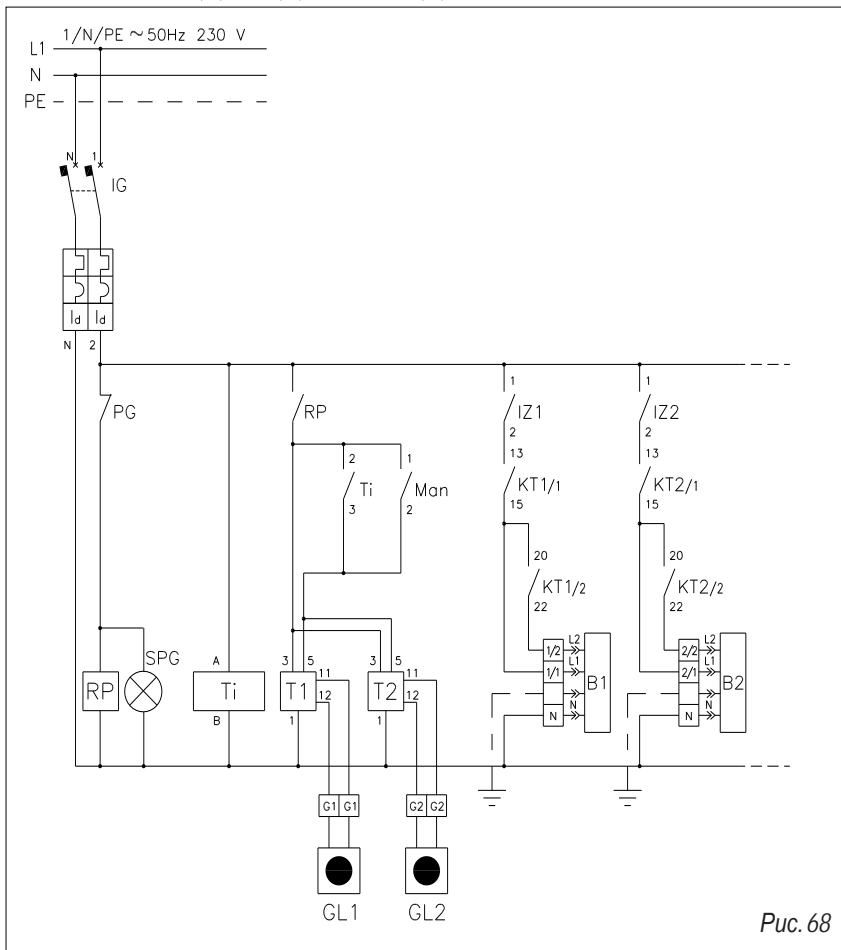 1/N/PE ~ 50Hz 230 V
L1
N
PE
N 1
IG
Id Id
N 2
1 1
PG RP IZ1 IZ2
2 2
2 1 13 13
Ti Man KT1/1 KT2/1
3 2 15 15
20 20
KT1/2 KT2/2
22 22
SPG A 3 5 11 3 5 11 1/2 L2 2/2 L2
RP Ti T1 12 T2 12 1/1 L1 B1 2/1 L1 B2
B 1 1 N N N N
G1 G1 G2 G2
GL1 GL2
Рис. 68